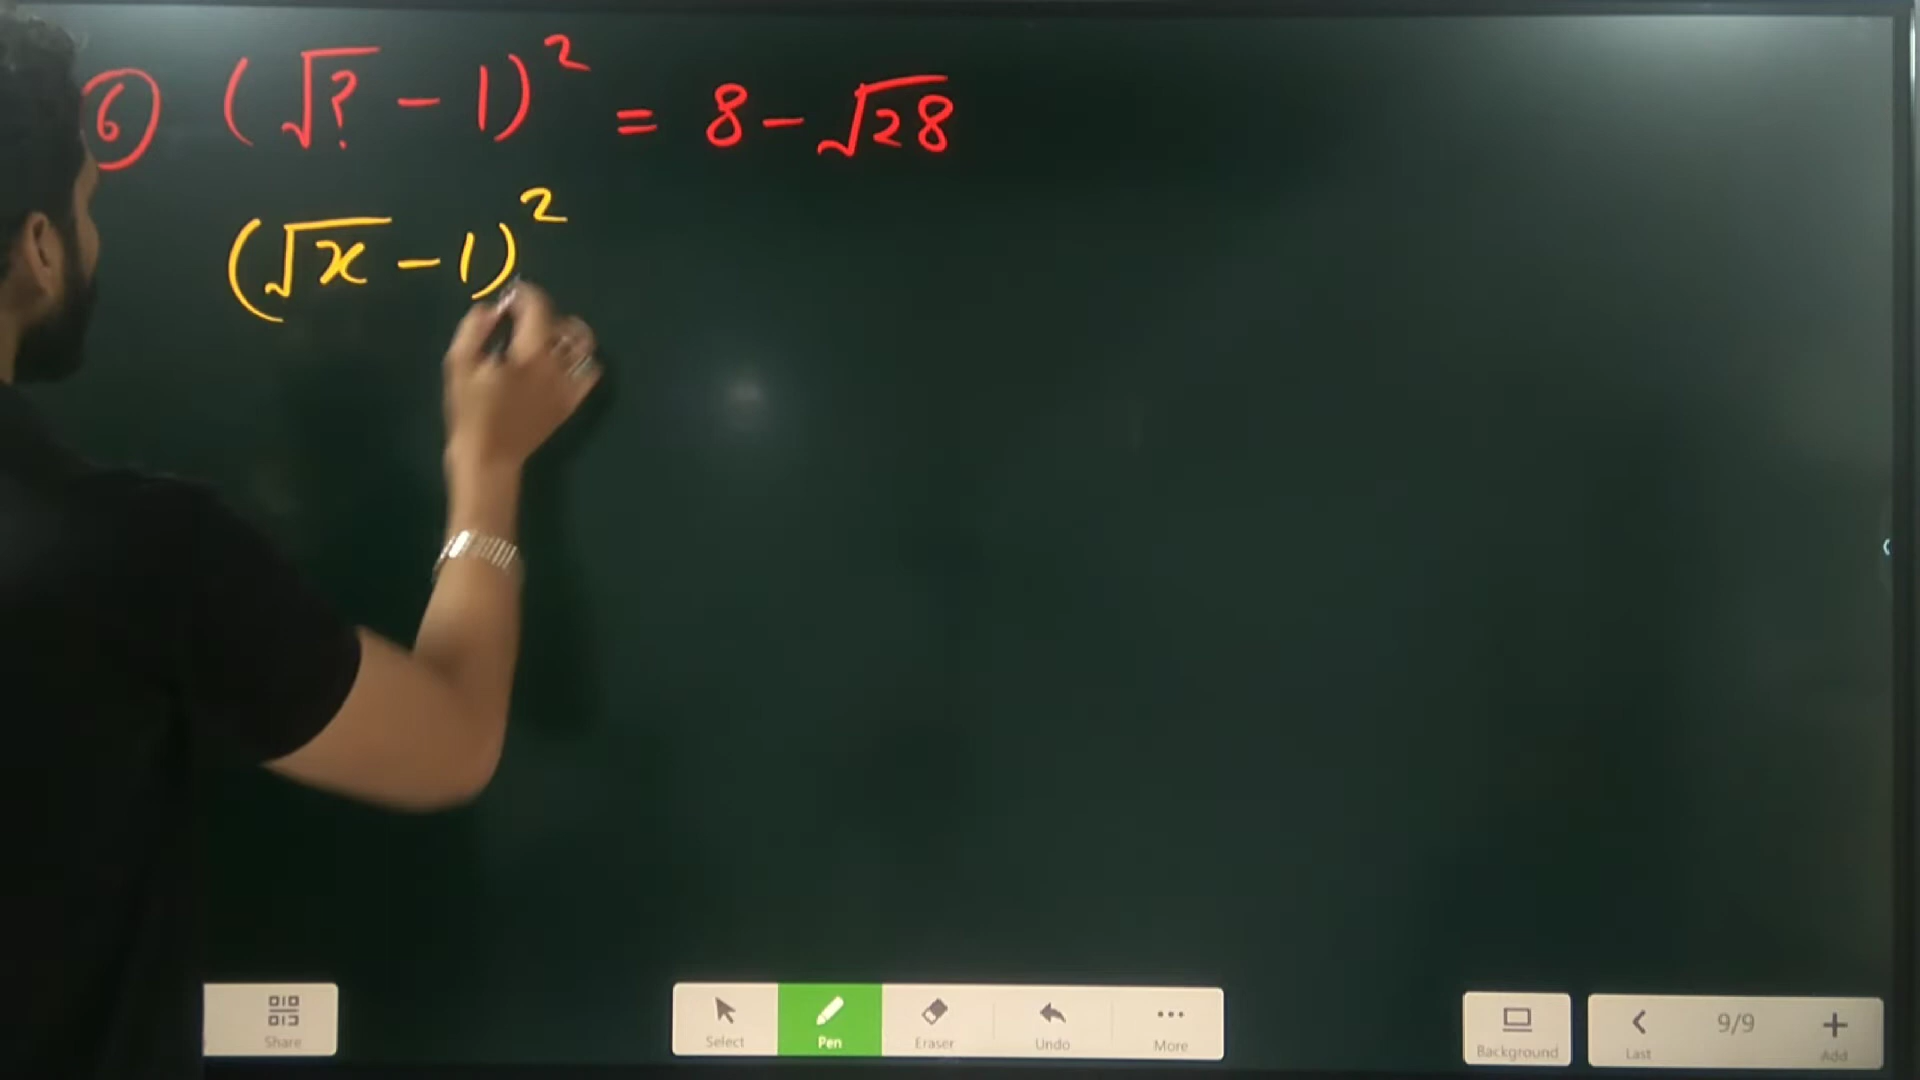 ⑥ (√? - 1)² = 8 - √28
(√x - 1)²
Share
Select
Pen
Eraser
Undo
More
Background
Last
9/9
Add